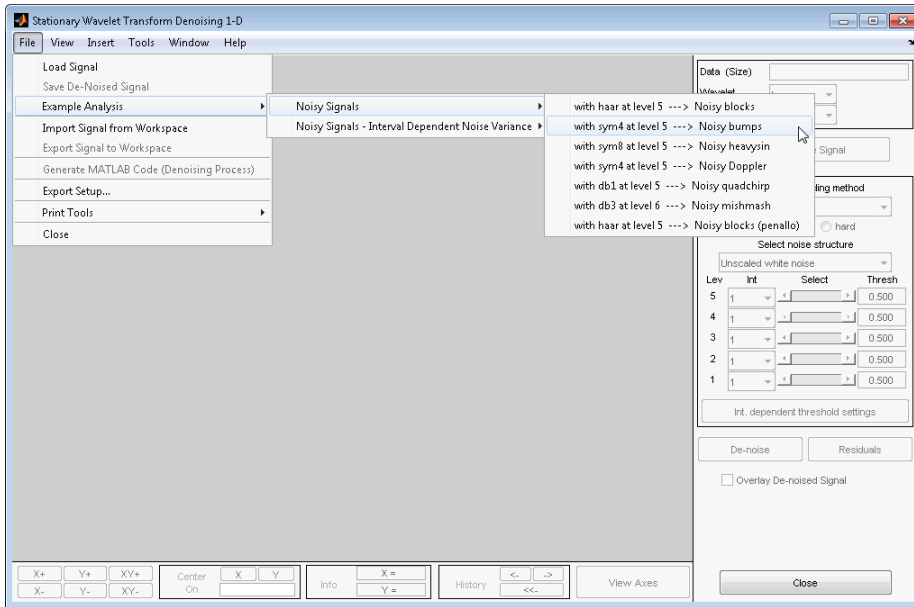 Stationary Wavelet Transform Denoising 1-D
File View Insert Tools Window Help
Load Signal
Save De-Noised Signal
Example Analysis
Import Signal from Workspace
Export Signal to Workspace
Generate MATLAB Code (Denoising Process)
Export Setup...
Print Tools
Close
Noisy Signals
Noisy Signals - Interval Dependent Noise Variance
with haar at level 5 ---> Noisy blocks
with sym4 at level 5 ---> Noisy bumps
with sym8 at level 5 ---> Noisy heavysin
with sym4 at level 5 ---> Noisy Doppler
with db1 at level 5 ---> Noisy quadchirp
with db3 at level 6 ---> Noisy mishmash
with haar at level 5 ---> Noisy blocks (penallo)
Data (Size)
Wavelet
Signal
method
hard
Select noise structure
Unscaled white noise
Lev Int Select Thresh
5 1 0.500
4 1 0.500
3 1 0.500
2 1 0.500
1 1 0.500
Int. dependent threshold settings
De-noise Residuals
Overlay De-noised Signal
Close
X+ Y+ XY+
X- Y- XY-
Center On
X Y
Info
X =
Y =
History
<- ->
<<-
View Axes